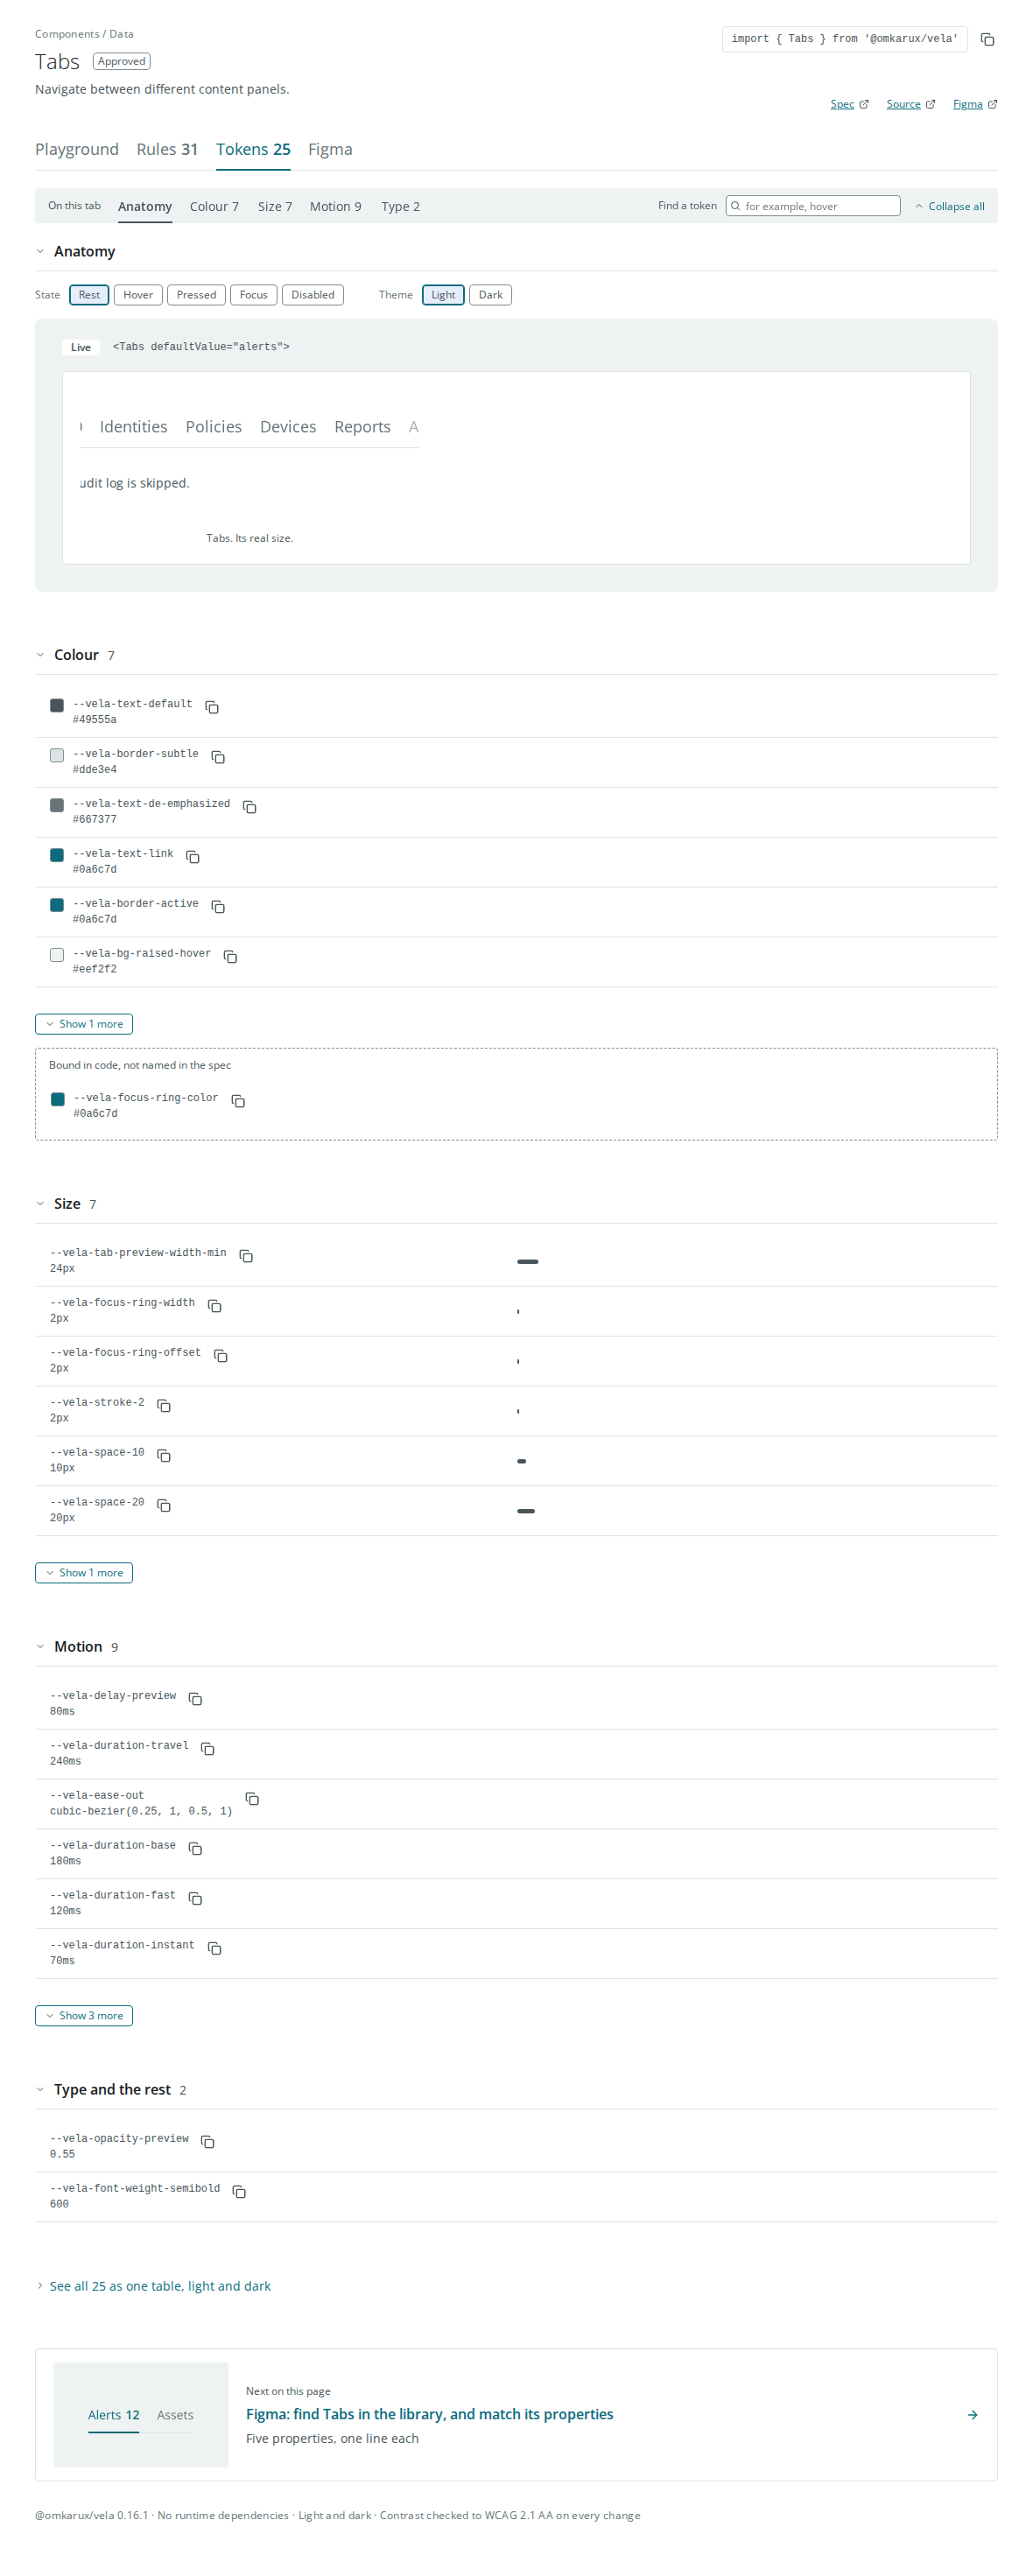 Components / Data
import { Tabs } from '@omkarux/vela'
Tabs Approved
Navigate between different content panels.
Spec Source Figma
Playground Rules 31 Tokens 25 Figma
On this tab Anatomy Colour 7 Size 7 Motion 9 Type 2 Find a token for example, hover Collapse all
Anatomy
State Rest Hover Pressed Focus Disabled Theme Light Dark
Live <Tabs defaultValue="alerts">
Identities Policies Devices Reports A
udit log is skipped.
Tabs. Its real size.
Colour 7
--vela-text-default
#49555a
--vela-border-subtle
#dde3e4
--vela-text-de-emphasized
#667377
--vela-text-link
#0a6c7d
--vela-border-active
#0a6c7d
--vela-bg-raised-hover
#eef2f2
Show 1 more
Bound in code, not named in the spec
--vela-focus-ring-color
#0a6c7d
Size 7
--vela-tab-preview-width-min
24px
--vela-focus-ring-width
2px
--vela-focus-ring-offset
2px
--vela-stroke-2
2px
--vela-space-10
10px
--vela-space-20
20px
Show 1 more
Motion 9
--vela-delay-preview
80ms
--vela-duration-travel
240ms
--vela-ease-out
cubic-bezier(0.25, 1, 0.5, 1)
--vela-duration-base
180ms
--vela-duration-fast
120ms
--vela-duration-instant
70ms
Show 3 more
Type and the rest 2
--vela-opacity-preview
0.55
--vela-font-weight-semibold
600
See all 25 as one table, light and dark
Alerts 12 Assets
Next on this page
Figma: find Tabs in the library, and match its properties
Five properties, one line each
@omkarux/vela 0.16.1 · No runtime dependencies · Light and dark · Contrast checked to WCAG 2.1 AA on every change